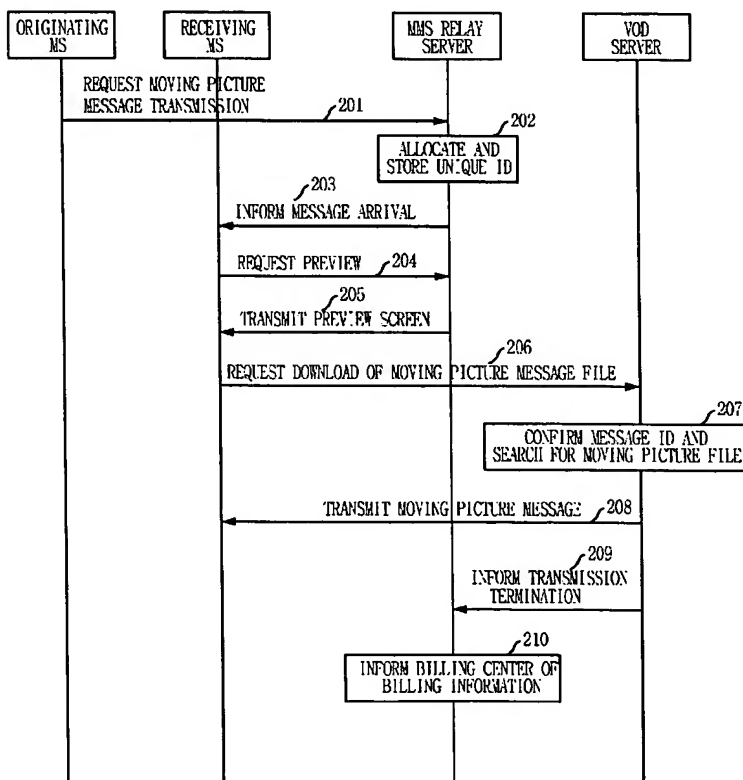 ORIGINATING
MS
RECEIVING
MS
MMS RELAY
SERVER
VOD
SERVER
REQUEST MOVING PICTURE
MESSAGE TRANSMISSION
201
202
ALLOCATE AND
STORE UNIQUE ID
203
INFORM MESSAGE ARRIVAL
REQUEST PREVIEW
204
205
TRANSMIT PREVIEW SCREEN
206
REQUEST DOWNLOAD OF MOVING PICTURE MESSAGE FILE
207
CONFIRM MESSAGE ID AND
SEARCH FOR MOVING PICTURE FILE
TRANSMIT MOVING PICTURE MESSAGE
208
209
INFORM TRANSMISSION
TERMINATION
210
INFORM BILLING CENTER OF
BILLING INFORMATION